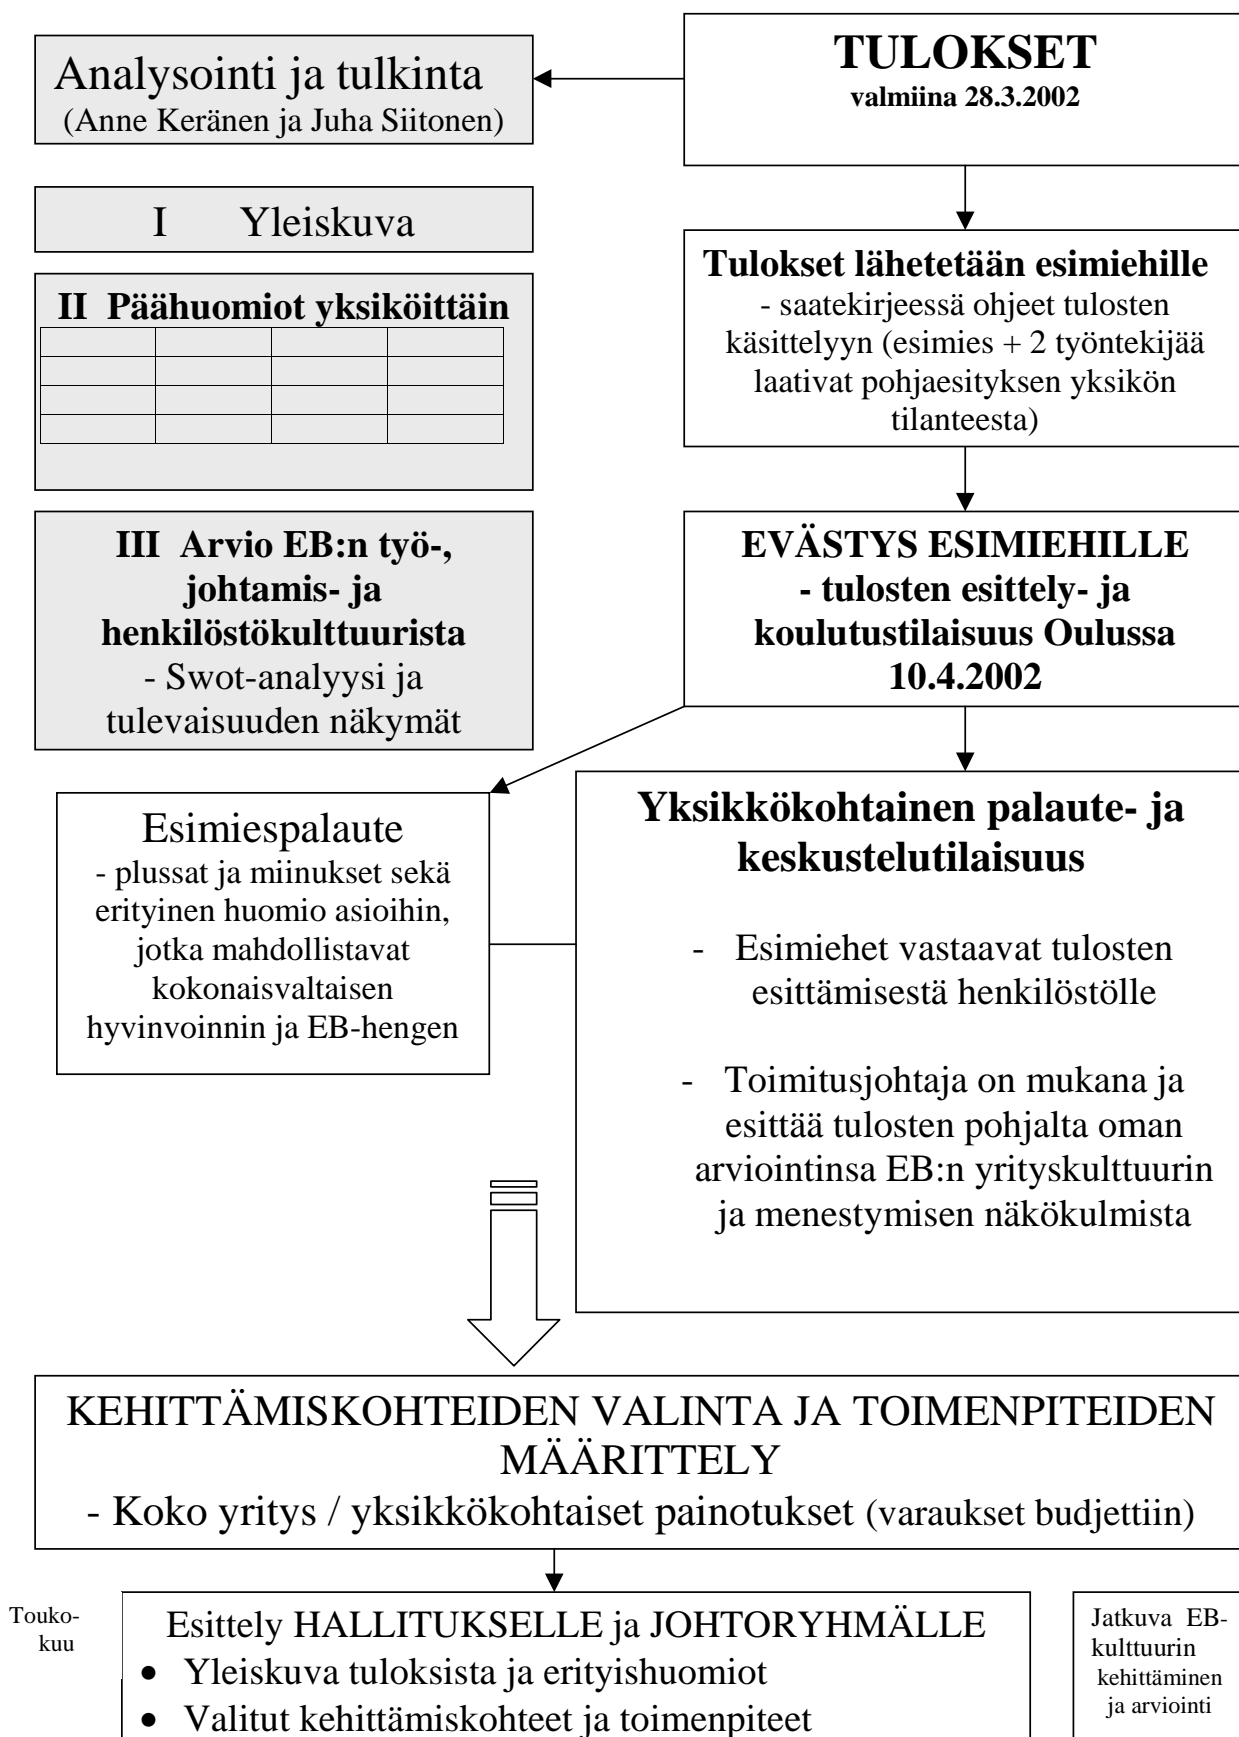 Analysointi ja tulkinta
(Anne Keränen ja Juha Siitonen)
TULOKSET
valmiina 28.3.2002
I Yleiskuva
II Päähuomiot yksiköittäin
III Arvio EB:n työ-,
johtamis- ja
henkilöstökulttuurista
- Swot-analyysi ja
tulevaisuuden näkymät
Tulokset lähetetään esimiehille
- saatekirjeessä ohjeet tulosten
käsittelyyn (esimies + 2 työntekijää
laativat pohjaesityksen yksikön
tilanteesta)
EVÄSTYS ESIMIEHILLE
- tulosten esittely- ja
koulutustilaisuus Oulussa
10.4.2002
Esimiespalaute
- plussat ja miinukset sekä
erityinen huomio asioihin,
jotka mahdollistavat
kokonaisvaltaisen
hyvinvoinnin ja EB-hengen
Yksikkökohtainen palaute- ja
keskustelutilaisuus
- Esimiehet vastaavat tulosten
esittämisestä henkilöstölle
- Toimitusjohtaja on mukana ja
esittää tulosten pohjalta oman
arviointinsa EB:n yrityskulttuurin
ja menestymisen näkökulmista
KEHITTÄMISKOHTEIDEN VALINTA JA TOIMENPITEIDEN
MÄÄRITTELY
- Koko yritys / yksikkökohtaiset painotukset (varaukset budjettiin)
Touko-
kuu
Esittely HALLITUKSELLE ja JOHTORYHMÄLLE
• Yleiskuva tuloksista ja erityishuomiot
• Valitut kehittämiskohteet ja toimenpiteet
Jatkuva EB-
kulttuurin
kehittäminen
ja arviointi